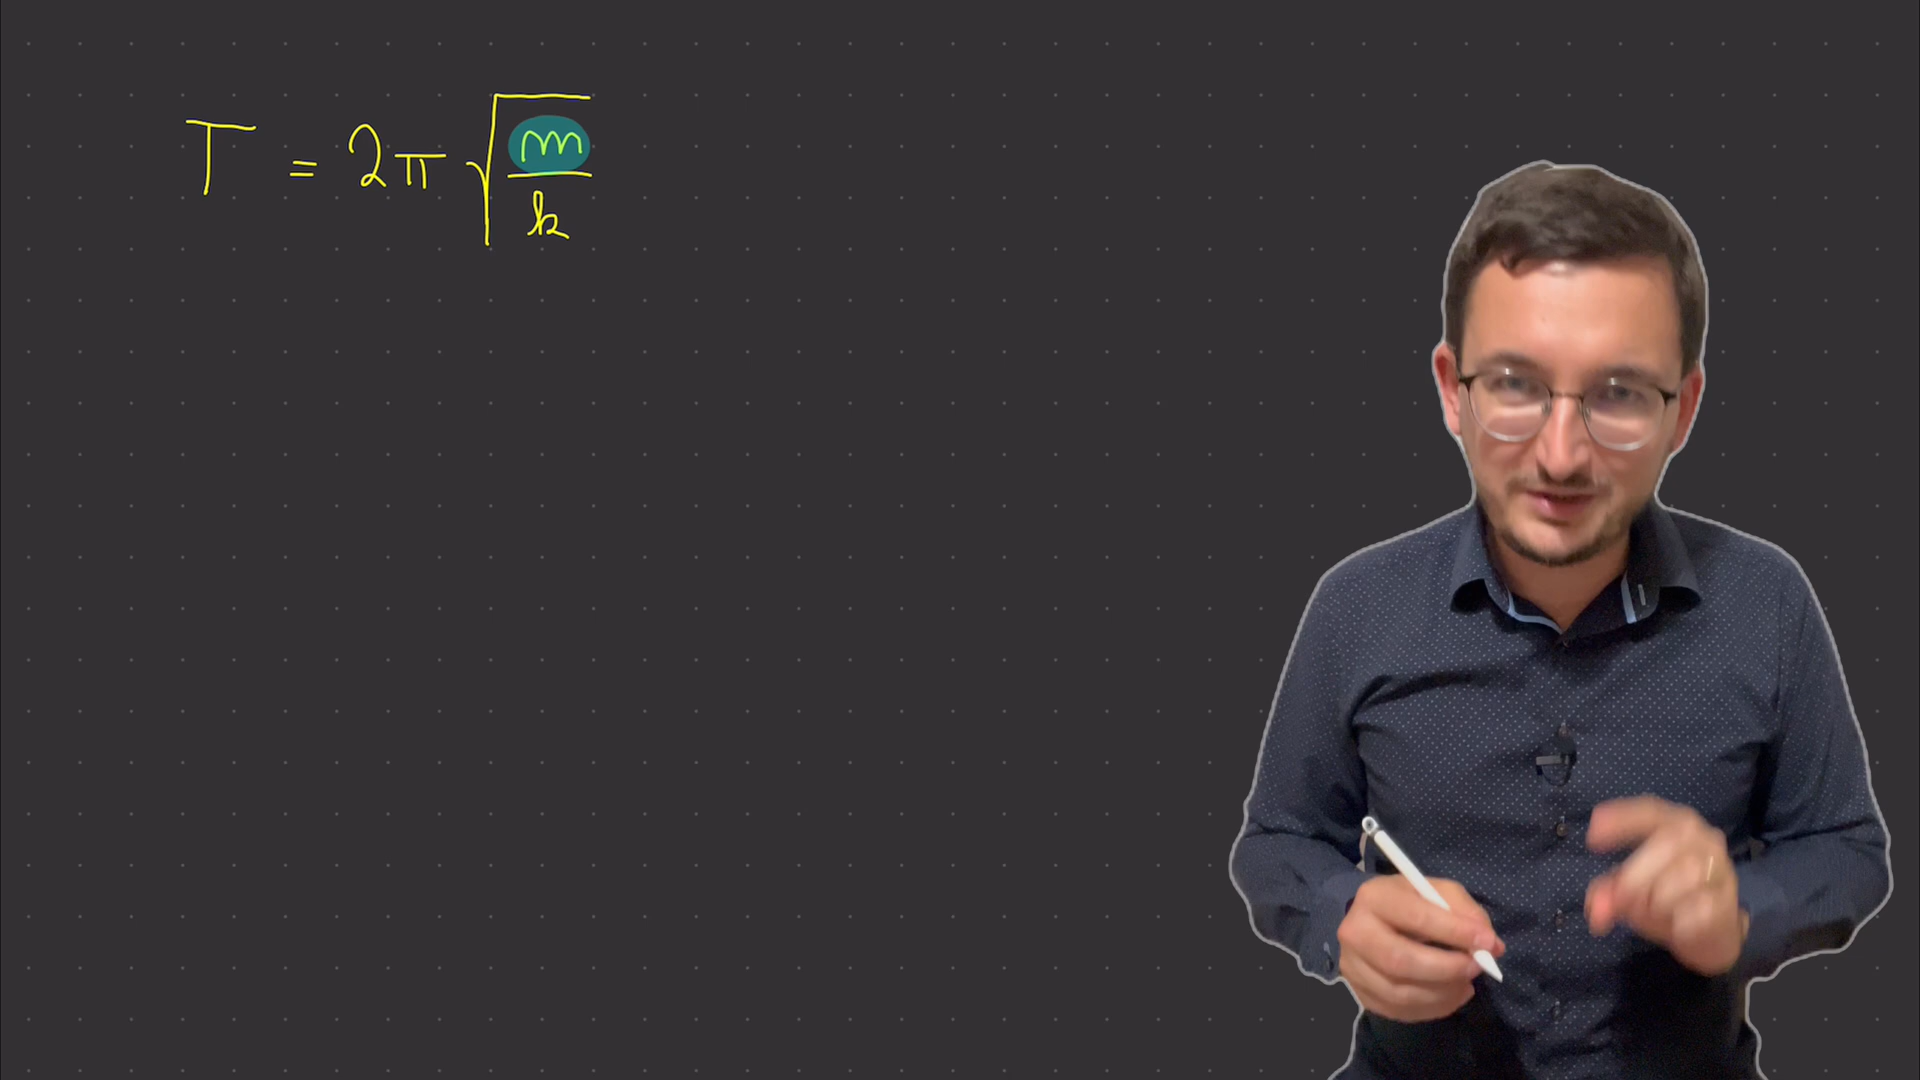 T = 2π √(m/k)